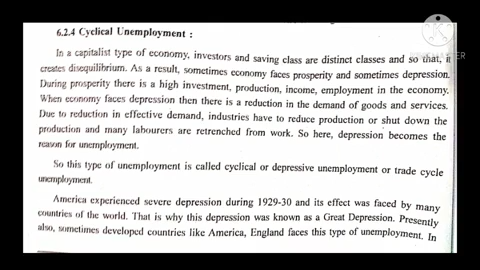 6.2.4 Cyclical Unemployment :
In a capitalist type of economy, investors and saving class are distinct classes and so that, it
creates disequilibrium. As a result, sometimes economy faces prosperity and sometimes depression.
During prosperity there is a high investment, production, income, employment in the economy.
When economy faces depression then there is a reduction in the demand of goods and services.
Due to reduction in effective demand, industries have to reduce production or shut down the
production and many labourers are retrenched from work. So here, depression becomes the
reason for unemployment.
So this type of unemployment is called cyclical or depressive unemployment or trade cycle
unemployment.
America experienced severe depression during 1929-30 and its effect was faced by many
countries of the world. That is why this depression was known as a Great Depression. Presently
also, sometimes developed countries like America, England faces this type of unemployment. In